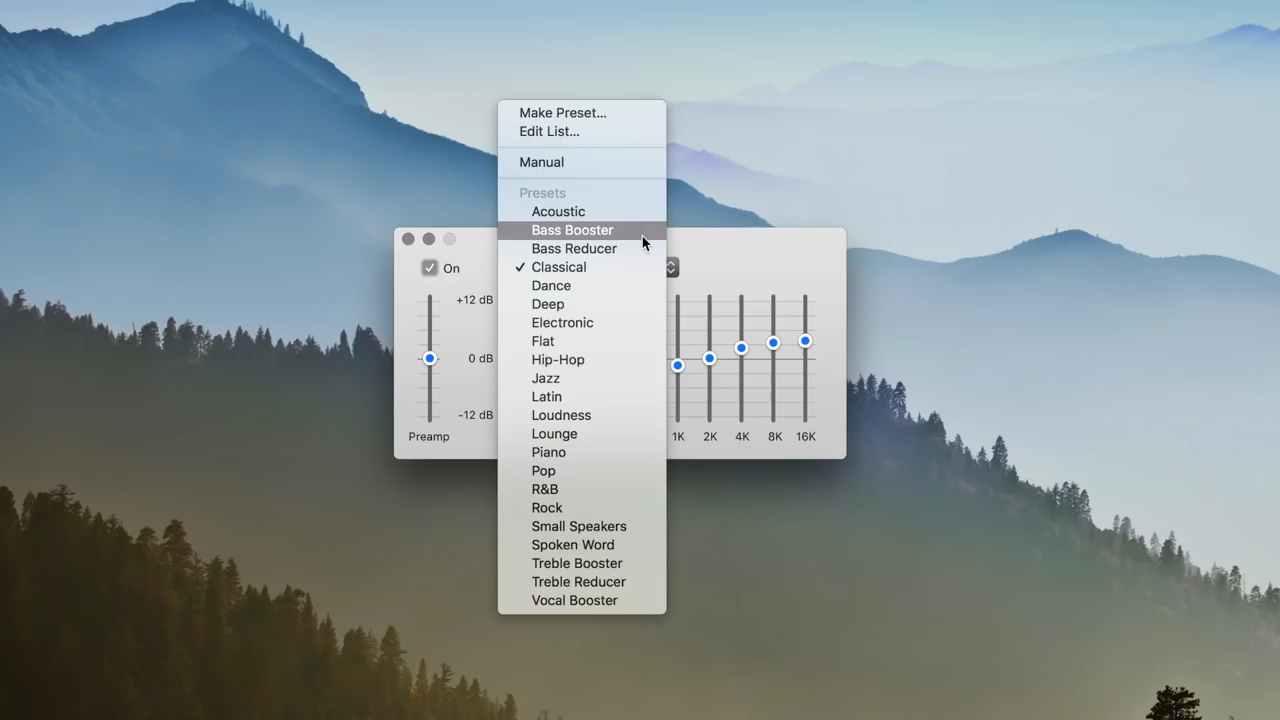 Make Preset...
Edit List...
Manual
Presets
Acoustic
Bass Booster
Bass Reducer
✓ Classical
Dance
Deep
Electronic
Flat
Hip-Hop
Jazz
Latin
Loudness
Lounge
Piano
Pop
R&B
Rock
Small Speakers
Spoken Word
Treble Booster
Treble Reducer
Vocal Booster
On
+12 dB
0 dB
-12 dB
Preamp
1K 2K 4K 8K 16K